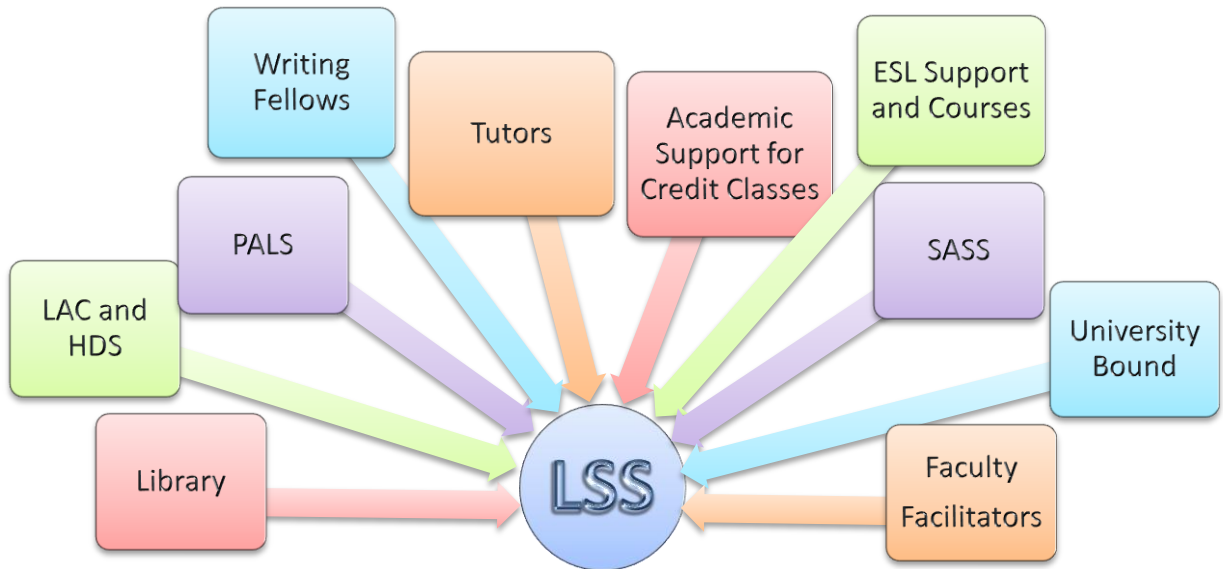 Writing
Fellows
Tutors
Academic
Support for
Credit Classes
ESL Support
and Courses
PALS
SASS
LAC and
HDS
University
Bound
Library
LSS
Faculty
Facilitators